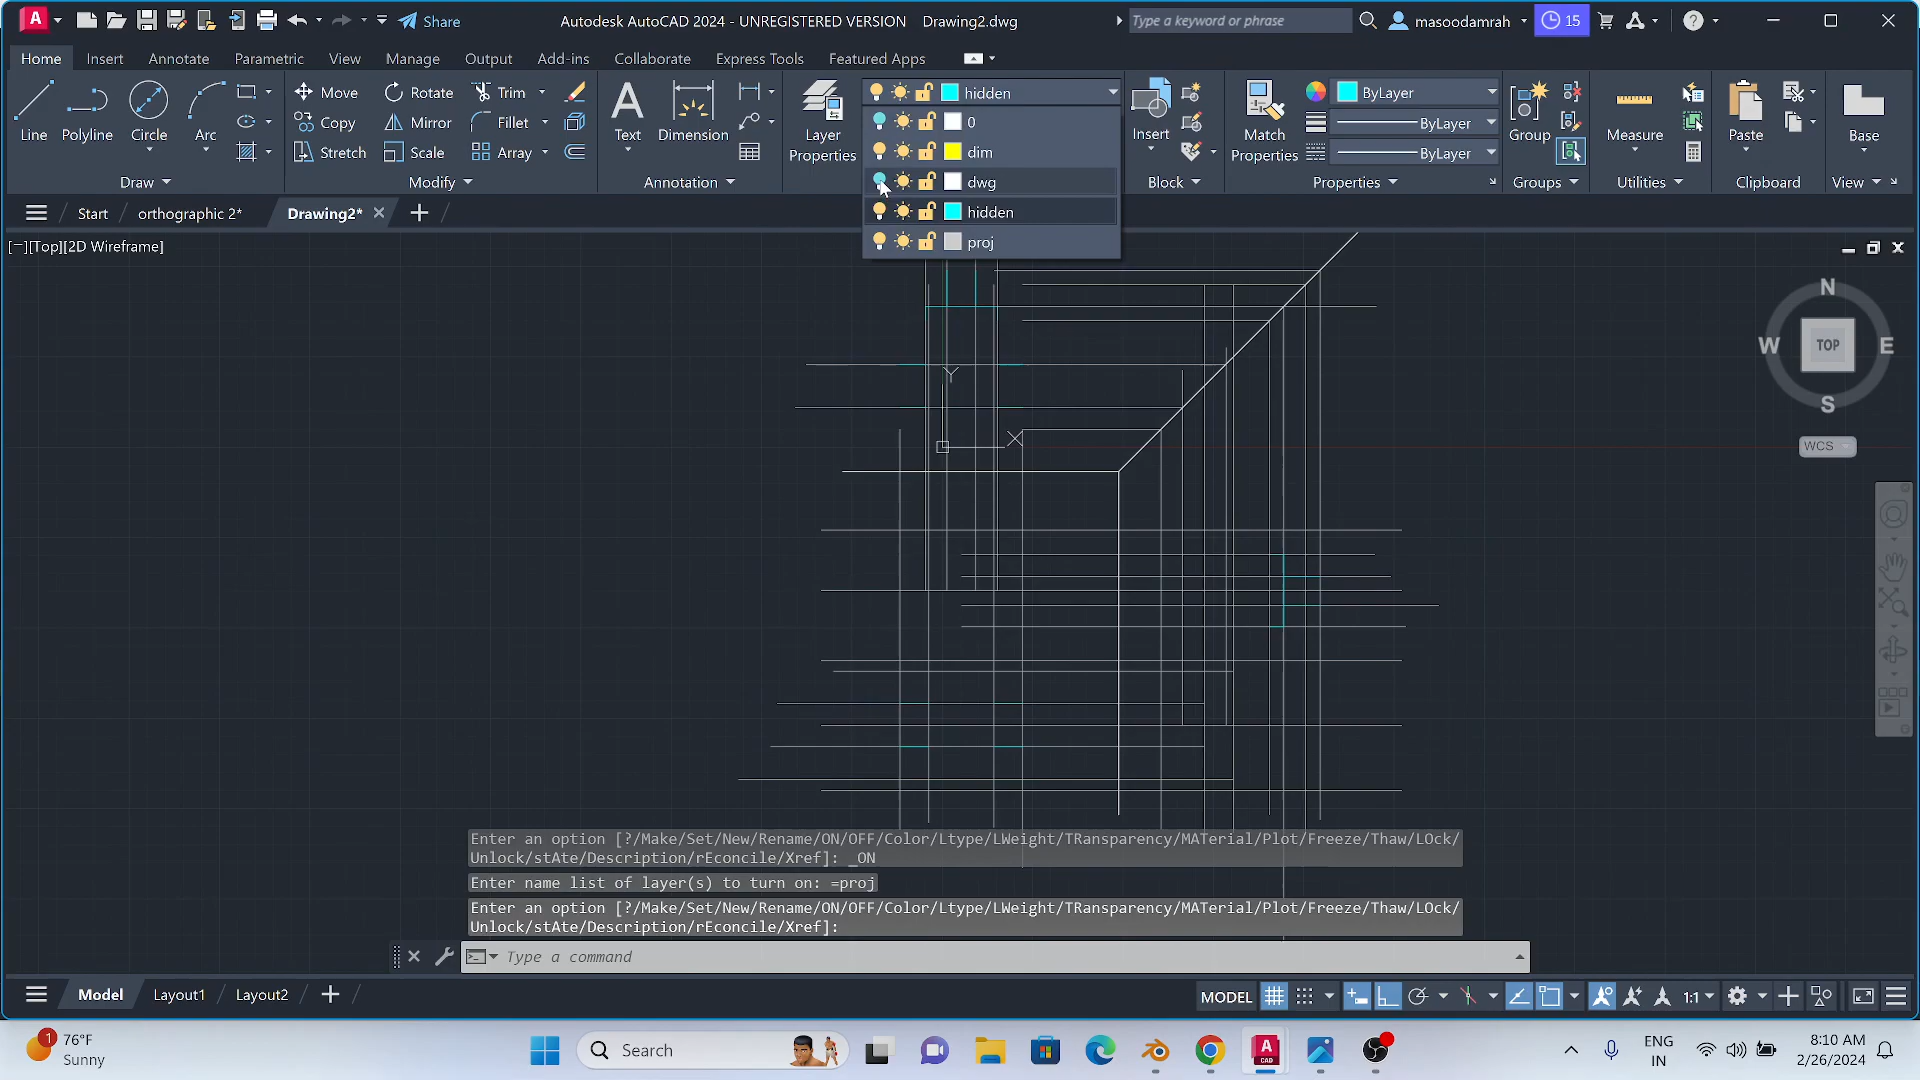 Share
Autodesk AutoCAD 2024 - UNREGISTERED VERSION Drawing2.dwg
Type a keyword or phrase
masoodamrah
15
Home Insert Annotate Parametric View Manage Output Add-ins Collaborate Express Tools Featured Apps
Line
Polyline
Circle
Arc
Move
Copy
Stretch
Rotate
Mirror
Scale
Trim
Fillet
Array
Text
Dimension
Layer
Properties
hidden
0
dim
dwg
hidden
proj
Insert
Match
Properties
ByLayer
ByLayer
ByLayer
Group
Measure
Paste
Base
Draw
Modify
Annotation
Block
Properties
Groups
Utilities
Clipboard
View
Start
orthographic 2*
Drawing2*
[−][Top][2D Wireframe]
Y
X
N
W
TOP
E
S
WCS
Enter an option [?/Make/Set/New/Rename/ON/OFF/Color/Ltype/LWeight/TRansparency/MATerial/Plot/Freeze/Thaw/LOck/
Unlock/stAte/Description/rEconcile/Xref]: _ON
Enter name list of layer(s) to turn on: =proj
Enter an option [?/Make/Set/New/Rename/ON/OFF/Color/Ltype/LWeight/TRansparency/MATerial/Plot/Freeze/Thaw/LOck/
Unlock/stAte/Description/rEconcile/Xref]:
Type a command
Model
Layout1
Layout2
MODEL
1:1
1
76°F
Sunny
Search
A
CAD
ENG
IN
8:10 AM
2/26/2024